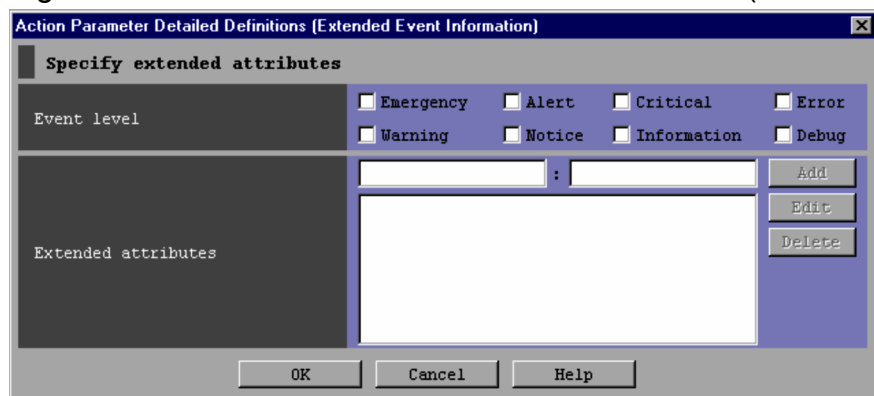 Action Parameter Detailed Definitions (Extended Event Information)
Specify extended attributes
Event level
Emergency Alert Critical Error
Warning Notice Information Debug
: Add
Edit
Delete
Extended attributes
OK Cancel Help